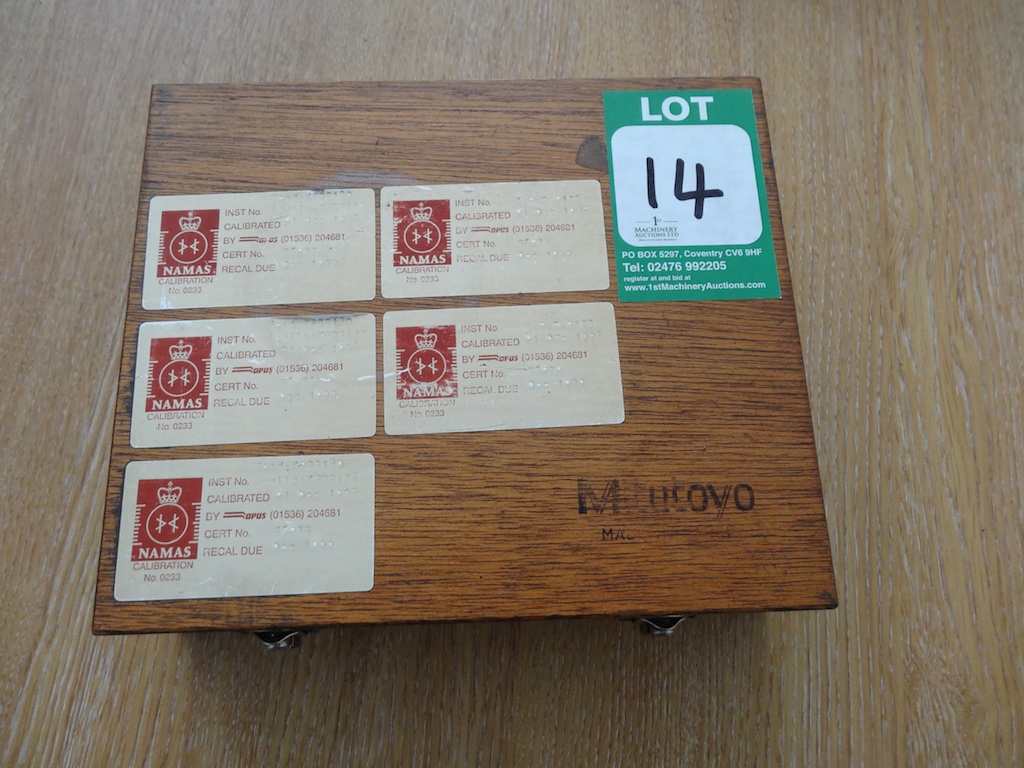 LOT
14
1st
MACHINERY
AUCTIONS LTD
PO BOX 5297, Coventry CV6 9HF
Tel: 02476 992205
register at and bid at
www.1stMachineryAuctions.com
INST No.
CALIBRATED
BY OPUS (01536) 204681
CERT No.
RECAL DUE
NAMAS
CALIBRATION
No. 0233
INST No.
CALIBRATED
BY OPUS (01536) 204681
CERT No.
RECAL DUE
NAMAS
CALIBRATION
No. 0233
INST No.
CALIBRATED
BY OPUS (01536) 204681
CERT No.
RECAL DUE
NAMAS
CALIBRATION
No. 0233
INST No.
CALIBRATED
BY OPUS (01536) 204681
CERT No.
RECAL DUE
NAMAS
CALIBRATION
No. 0233
INST No.
CALIBRATED
BY OPUS (01536) 204681
CERT No.
RECAL DUE
NAMAS
CALIBRATION
No. 0233
Mitutoyo